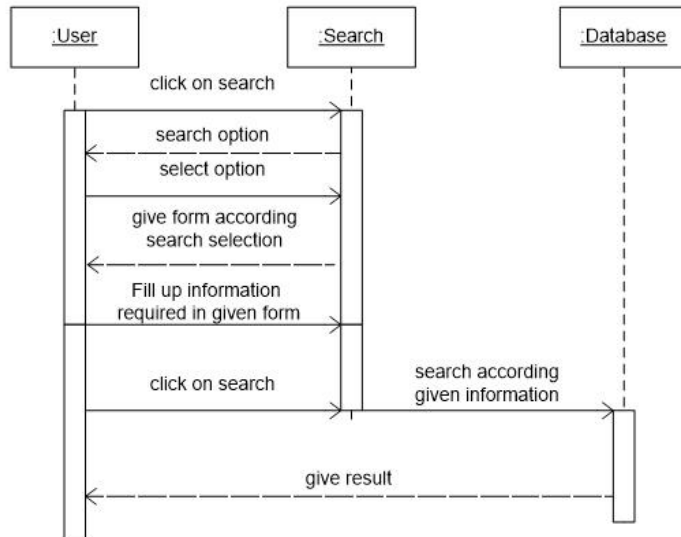 :User
:Search
:Database
click on search
search option
select option
give form according
search selection
Fill up information
required in given form
click on search
search according
given information
give result